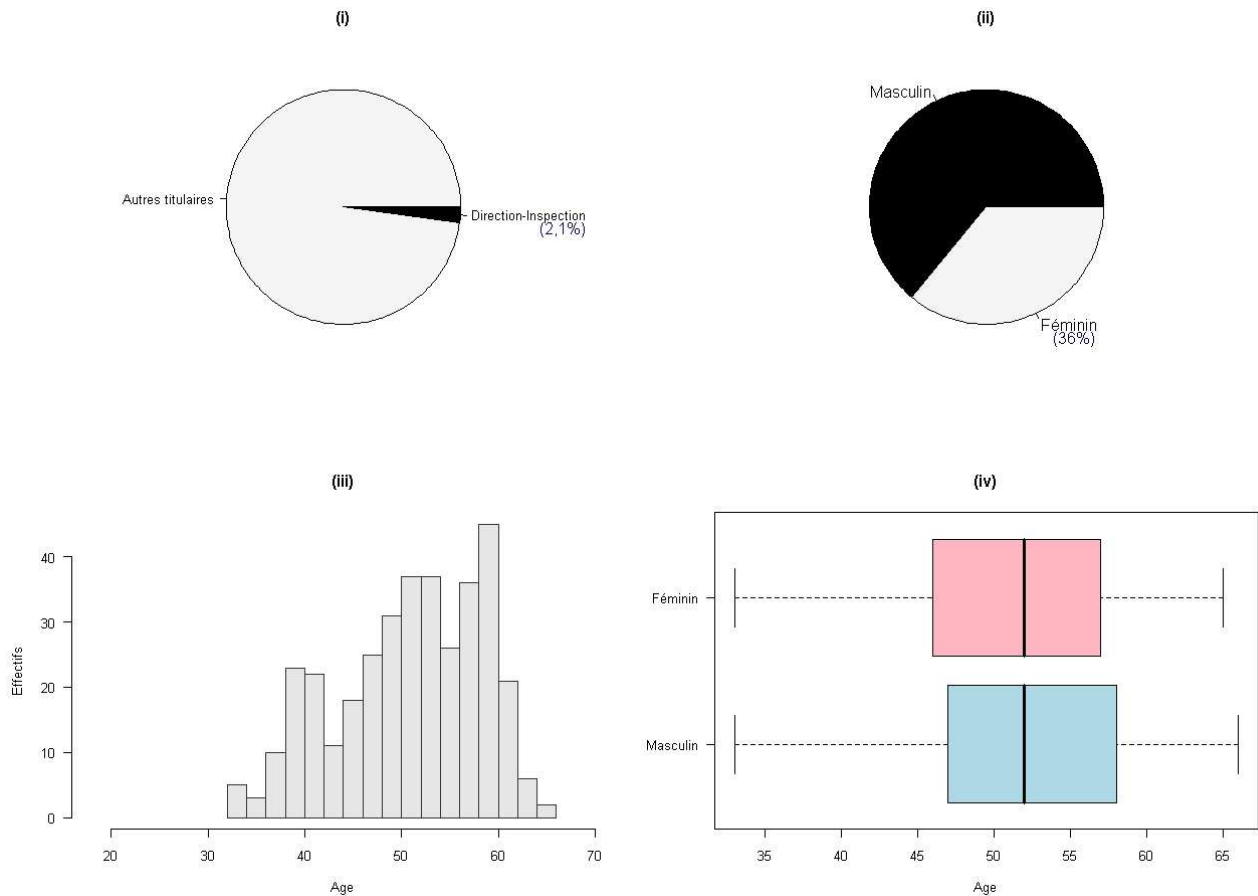 (i)
Autres titulaires
Direction-Inspection
(2,1%)
(ii)
Masculin
Féminin
(36%)
(iii)
Effectifs
40
30
20
10
0
20 30 40 50 60 70
Age
(iv)
Féminin
Masculin
35 40 45 50 55 60 65
Age